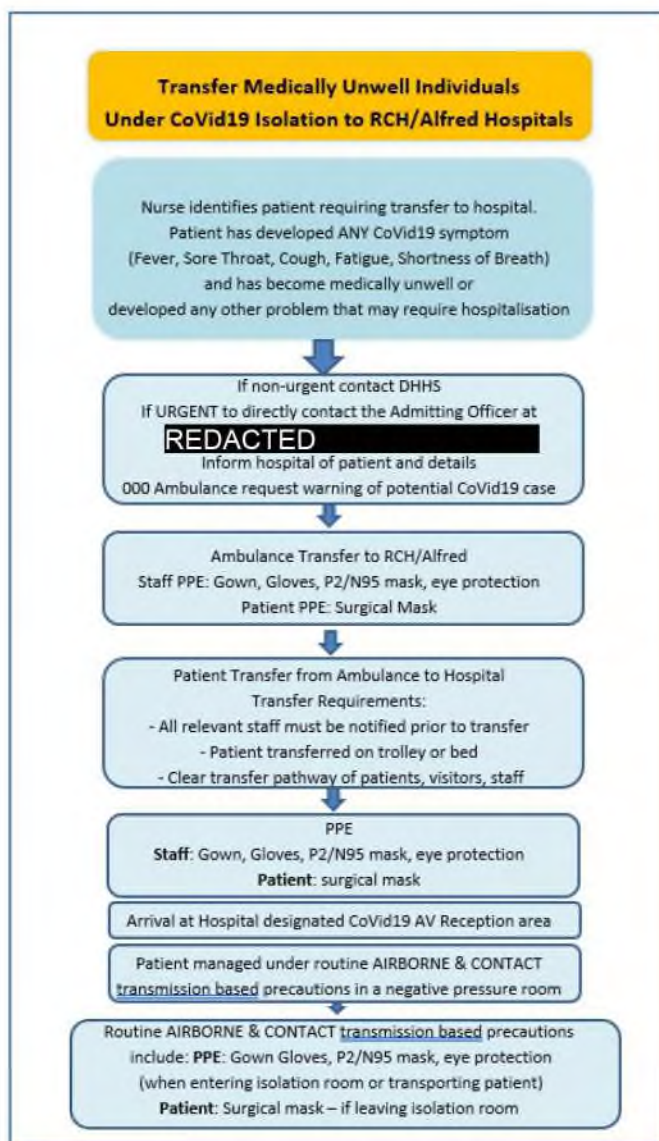 Transfer Medically Unwell Individuals
Under CoVid19 Isolation to RCH/Alfred Hospitals
Nurse identifies patient requiring transfer to hospital.
Patient has developed ANY CoVid19 symptom
(Fever, Sore Throat, Cough, Fatigue, Shortness of Breath)
and has become medically unwell or
developed any other problem that may require hospitalisation
If non-urgent contact DHHS
If URGENT to directly contact the Admitting Officer at
REDACTED
Inform hospital of patient and details
000 Ambulance request warning of potential CoVid19 case
Ambulance Transfer to RCH/Alfred
Staff PPE: Gown, Gloves, P2/N95 mask, eye protection
Patient PPE: Surgical Mask
Patient Transfer from Ambulance to Hospital
Transfer Requirements:
- All relevant staff must be notified prior to transfer
- Patient transferred on trolley or bed
- Clear transfer pathway of patients, visitors, staff
PPE
Staff: Gown, Gloves, P2/N95 mask, eye protection
Patient: surgical mask
Arrival at Hospital designated CoVid19 AV Reception area
Patient managed under routine AIRBORNE & CONTACT
transmission based precautions in a negative pressure room
Routine AIRBORNE & CONTACT transmission based precautions
include: PPE: Gown Gloves, P2/N95 mask, eye protection
(when entering isolation room or transporting patient)
Patient: Surgical mask – if leaving isolation room